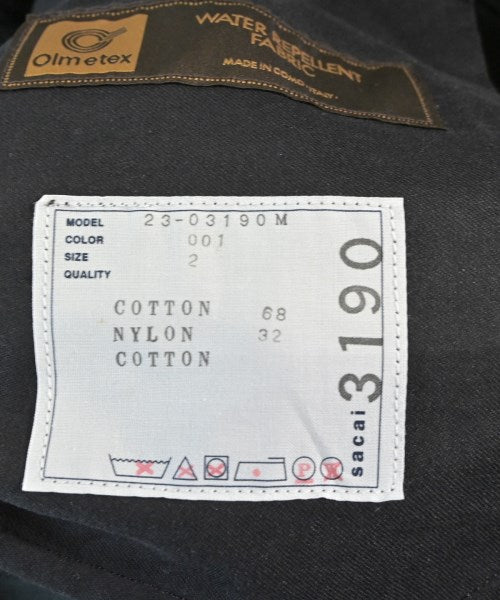 Olmetex
WATER REPELLENT
FABRIC
MADE IN COMO - ITALY -
MODEL 23-03190M
COLOR 001
SIZE 2
QUALITY
COTTON 68
NYLON 32
COTTON
P
W
sacai 3190